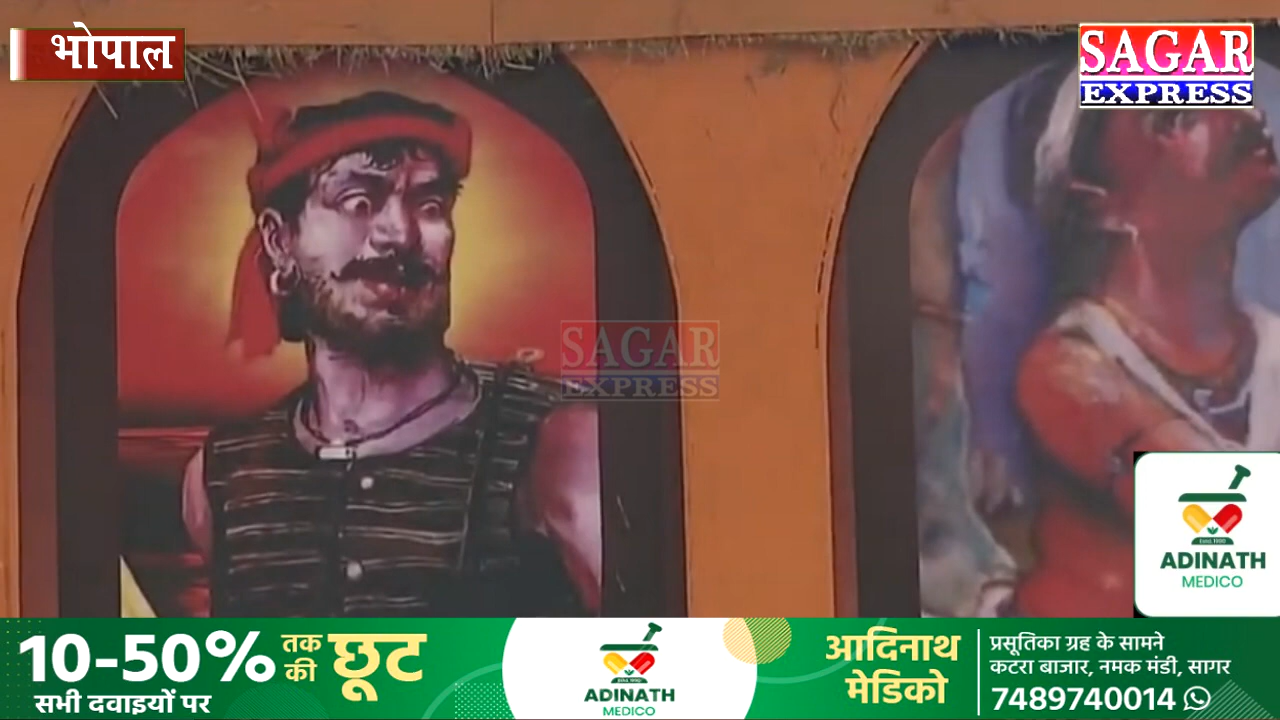 भोपाल
SAGAR
EXPRESS
SAGAR
EXPRESS
ADINATH
MEDICO
10-50% तक की छूट
सभी दवाइयों पर
ADINATH
MEDICO
आदिनाथ
मेडिको
प्रसूतिका ग्रह के सामने
कटरा बाजार, नमक मंडी, सागर
7489740014